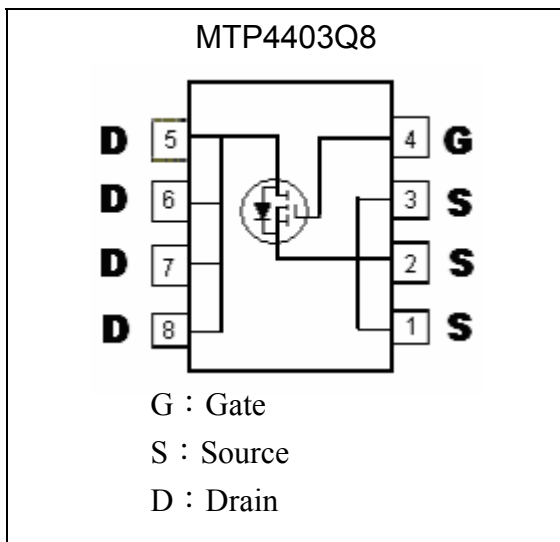 MTP4403Q8
D 5 4 G
D 6 3 S
D 7 2 S
D 8 1 S
G：Gate
S：Source
D：Drain